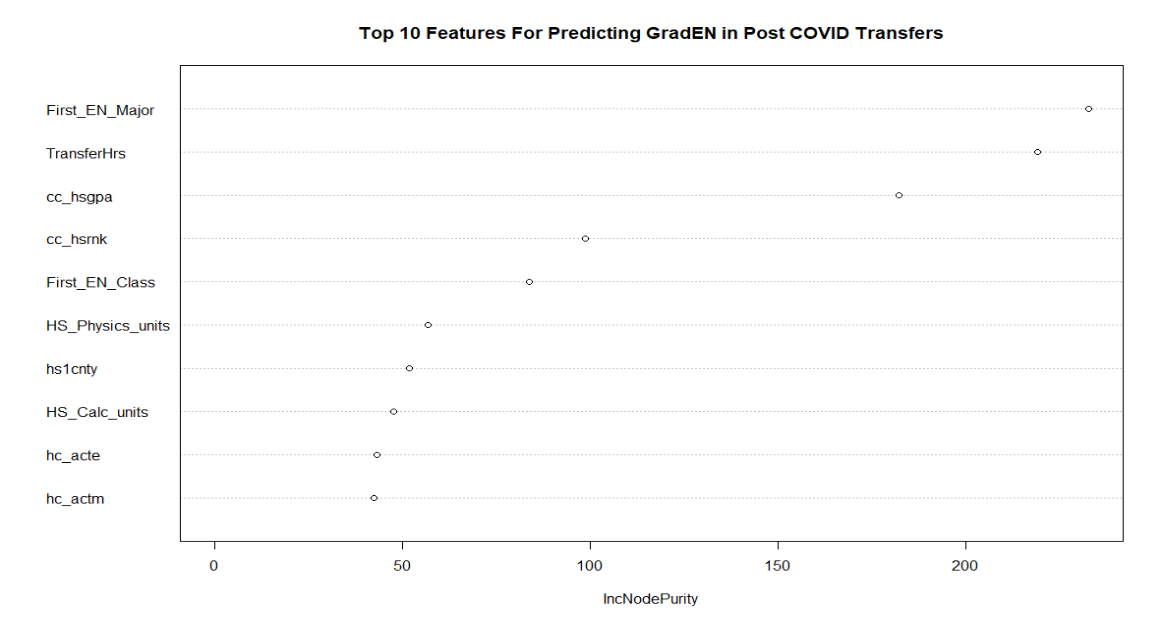 Top 10 Features For Predicting GradEN in Post COVID Transfers
First_EN_Major
TransferHrs
cc_hsgpa
cc_hsrnk
First_EN_Class
HS_Physics_units
hs1cnty
HS_Calc_units
hc_acte
hc_actm
0 50 100 150 200
IncNodePurity